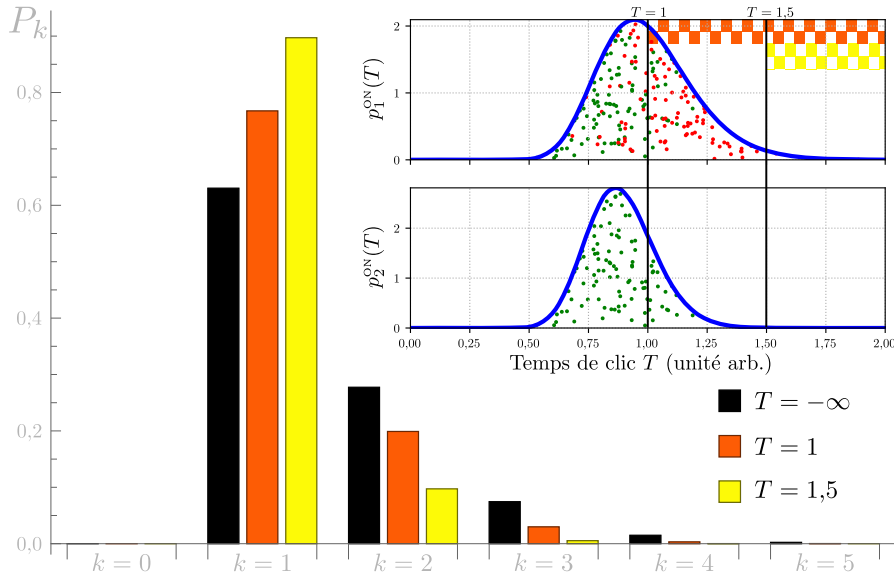 P_k
0,8
0,6
0,4
0,2
0,0
k = 0
k = 1
k = 2
k = 3
k = 4
k = 5
T = 1
T = 1,5
2
1
0
p_1^ON(T)
2
1
0
p_2^ON(T)
0,00 0,25 0,50 0,75 1,00 1,25 1,50 1,75 2,00
Temps de clic T (unité arb.)
T = −∞
T = 1
T = 1,5